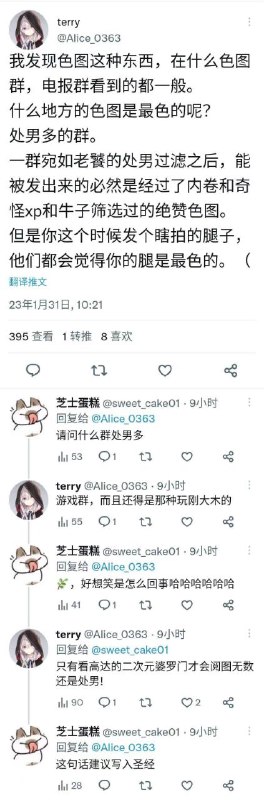 terry
@Alice_0363
我发现色图这种东西，在什么色图
群，电报群看到的都一般。
什么地方的色图是最色的呢？
处男多的群。
一群宛如老饕的处男过滤之后，能
被发出来的必然是经过了内卷和奇
怪xp和牛子筛选过的绝赞色图。
但是你这个时候发个瞎拍的腿子，
他们都会觉得你的腿是最色的。（
翻译推文
23年1月31日, 10:21
395 查看 1 转推 8 喜欢
芝士蛋糕 @sweet_cake01 · 9小时
回复给 @Alice_0363
请问什么群处男多
53 1
terry @Alice_0363 · 9小时
游戏群，而且还得是那种玩刚大木的
55 1
芝士蛋糕 @sweet_cake01 · 9小时
回复给 @Alice_0363
🌿，好想笑是怎么回事哈哈哈哈哈哈
41 1
terry @Alice_0363 · 9小时
回复给 @sweet_cake01
只有看高达的二次元婆罗门才会阅图无数
还是处男!
90 1 2
芝士蛋糕 @sweet_cake01 · 9小时
回复给 @Alice_0363
这句话建议写入圣经
28